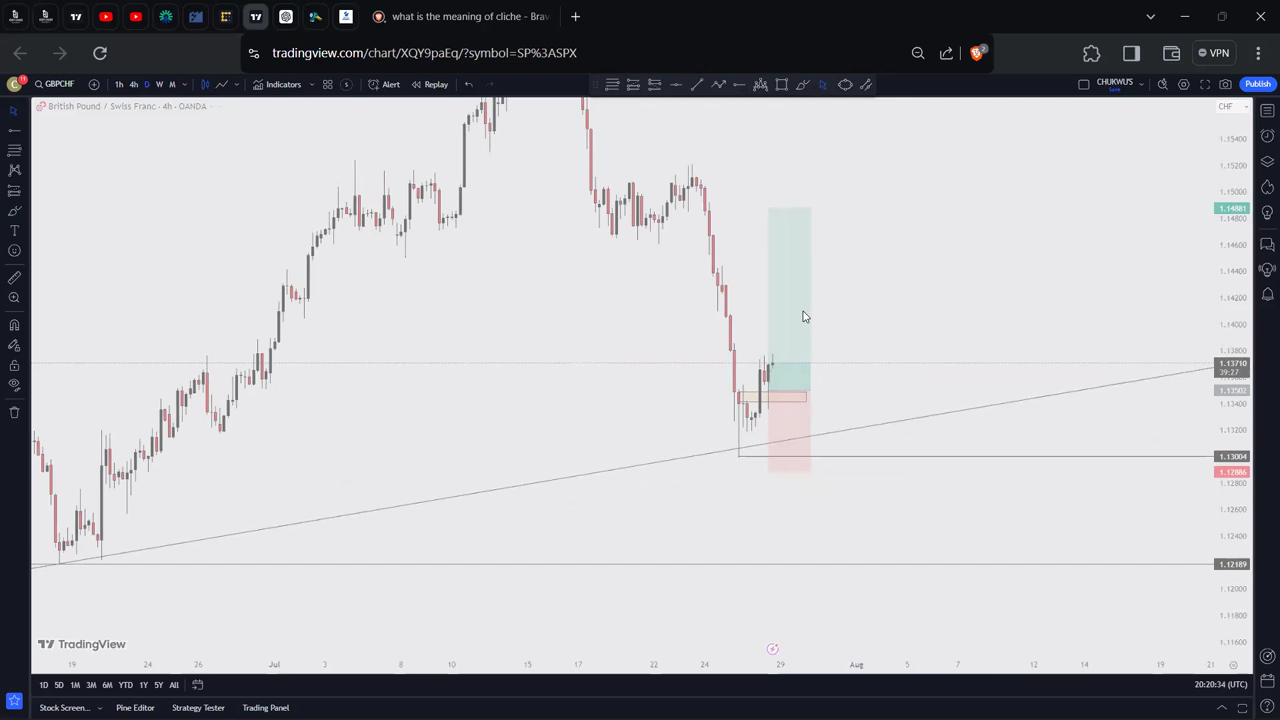 what is the meaning of cliche - Brav
tradingview.com/chart/XQY9paEq/?symbol=SP%3ASPX
2
VPN
11
GBPCHF
1h 4h D W M
Indicators
Alert
Replay
CHUKWUS'
Save
Publish
British Pound / Swiss Franc · 4h · OANDA
CHF
1.15400
1.15200
1.15000
1.14881
1.14800
1.14600
1.14400
1.14200
1.14000
1.13800
1.13710
39:27
1.13502
1.13400
1.13200
1.13004
1.12886
1.12800
1.12600
1.12400
1.12189
1.12000
1.11800
1.11600
TradingView
19 24 26 Jul 3 8 10 15 17 22 24 29 Aug 5 7 12 14 19 21
1D 5D 1M 3M 6M YTD 1Y 5Y All
20:20:34 (UTC)
Stock Screen... Pine Editor Strategy Tester Trading Panel